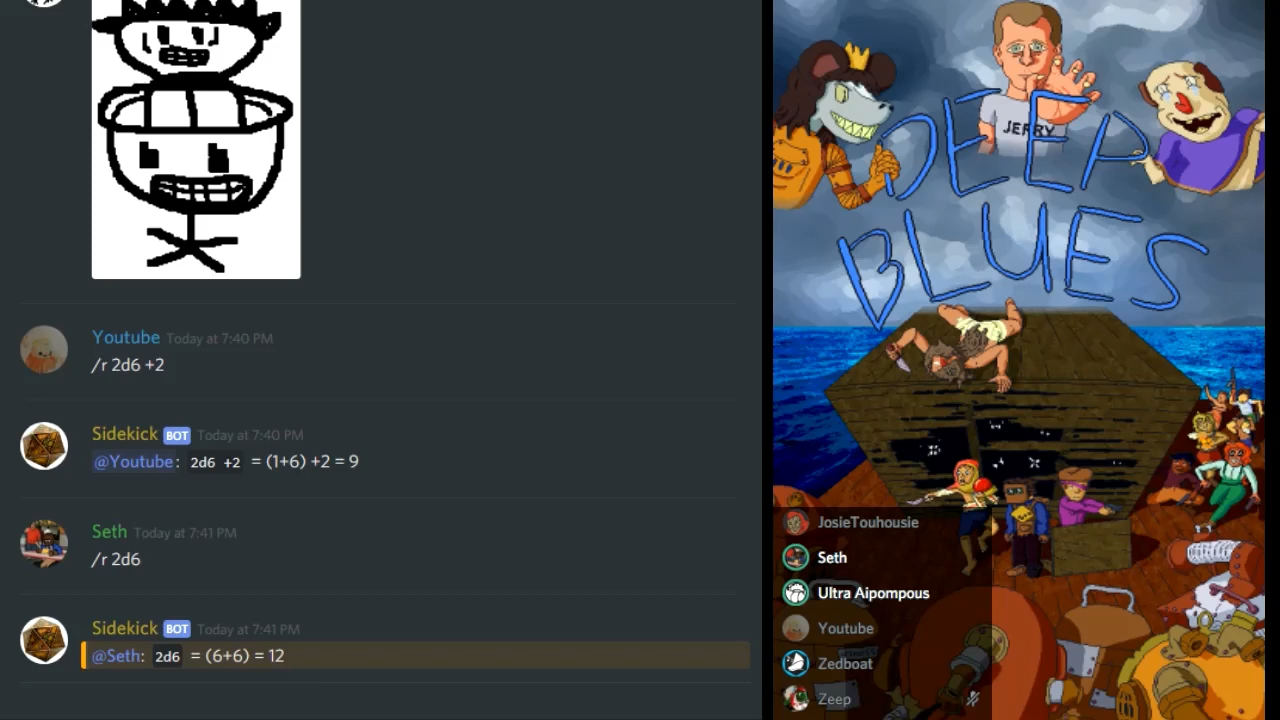 Youtube Today at 7:40 PM
/r 2d6 +2
Sidekick BOT Today at 7:40 PM
@Youtube: 2d6 +2 = (1+6) +2 = 9
Seth Today at 7:41 PM
/r 2d6
Sidekick BOT Today at 7:41 PM
@Seth: 2d6 = (6+6) = 12
JERRY
DEEP
BLUES
JosieTouhousie
Seth
Ultra Aipompous
Youtube
Zedboat
Zeep